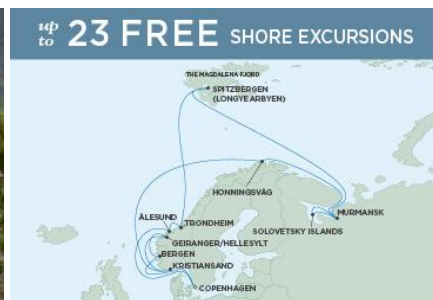 up to 23 FREE SHORE EXCURSIONS
THE MAGDALENA FJORD
SPITZBERGEN
(LONGYEARBYEN)
HONNINGSVÅG
MURMANSK
SOLOVETSKY ISLANDS
ÅLESUND
TRONDHEIM
GEIRANGER/HELLESYLT
BERGEN
KRISTIANSAND
COPENHAGEN